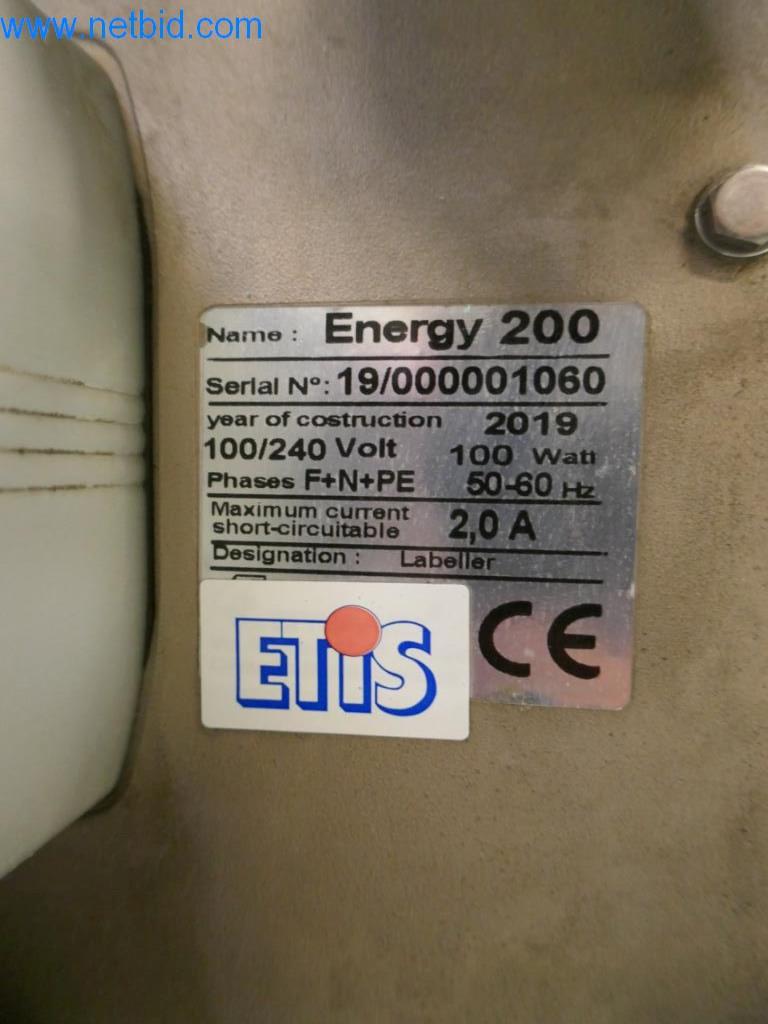 www.netbid.com
Name : Energy 200
Serial Nº: 19/000001060
year of costruction 2019
100/240 Volt 100 Watt
Phases F+N+PE 50-60 Hz
Maximum current
short-circuitable 2,0 A
Designation : Labeller
ETIS CE